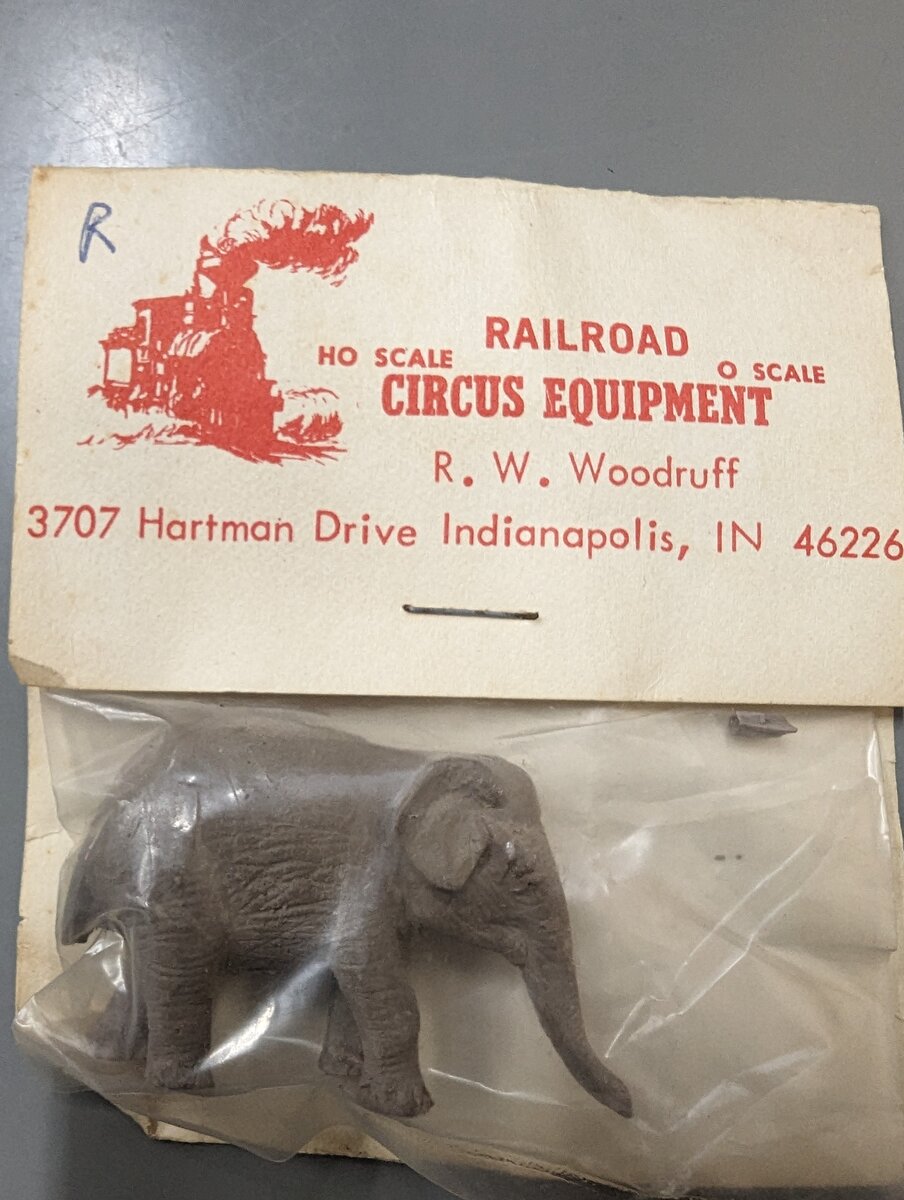 R
RAILROAD
HO SCALE O SCALE
CIRCUS EQUIPMENT
R. W. Woodruff
3707 Hartman Drive Indianapolis, IN 46226